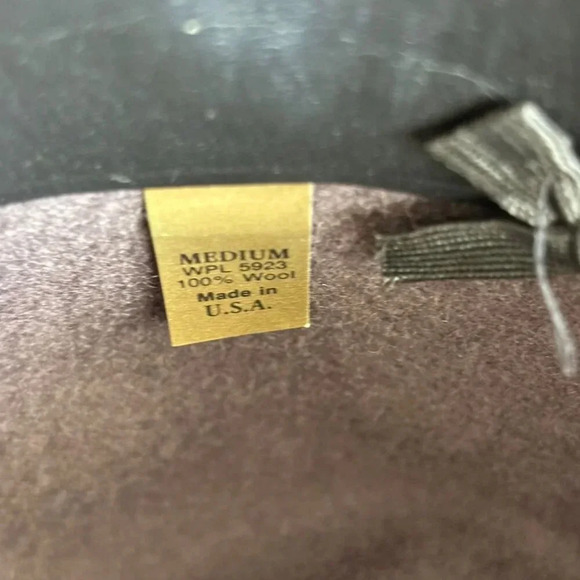 MEDIUM
WPL 5923
100% Wool
Made in
U.S.A.